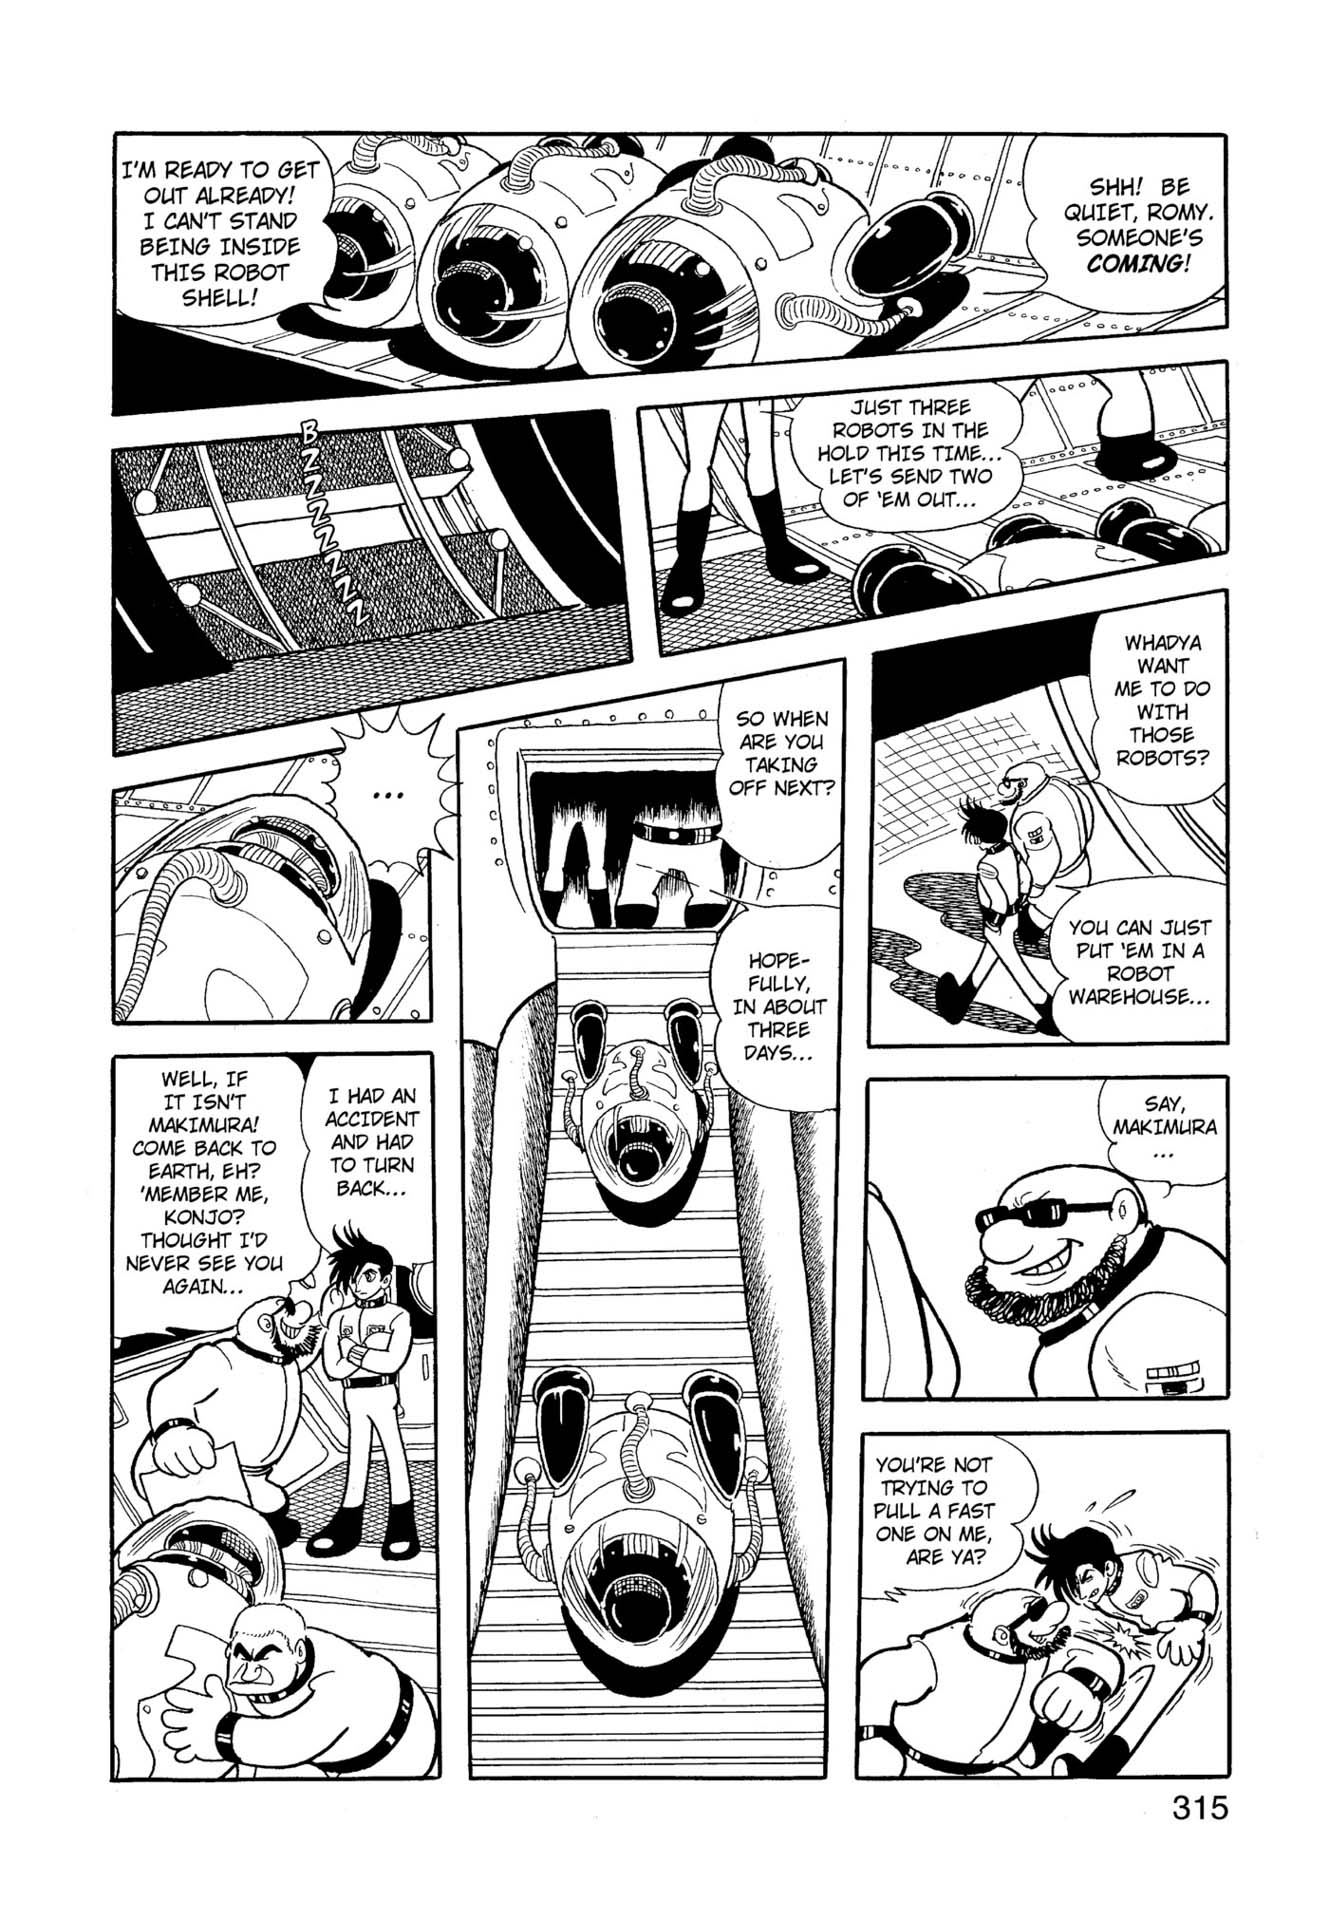 I'M READY TO GET
OUT ALREADY!
I CAN'T STAND
BEING INSIDE
THIS ROBOT
SHELL!
SHH! BE
QUIET, ROMY.
SOMEONE'S
COMING!
BZZZZZZZ
JUST THREE
ROBOTS IN THE
HOLD THIS TIME...
LET'S SEND TWO
OF 'EM OUT...
...
WELL, IF
IT ISN'T
MAKIMURA!
COME BACK TO
EARTH, EH?
'MEMBER ME,
KONJO?
THOUGHT I'D
NEVER SEE YOU
AGAIN...
I HAD AN
ACCIDENT
AND HAD
TO TURN
BACK...
SO WHEN
ARE YOU
TAKING
OFF NEXT?
HOPE-
FULLY,
IN ABOUT
THREE
DAYS...
WHADYA
WANT
ME TO DO
WITH
THOSE
ROBOTS?
YOU CAN JUST
PUT 'EM IN A
ROBOT
WAREHOUSE...
SAY,
MAKIMURA
...
YOU'RE NOT
TRYING TO
PULL A FAST
ONE ON ME,
ARE YA?
315